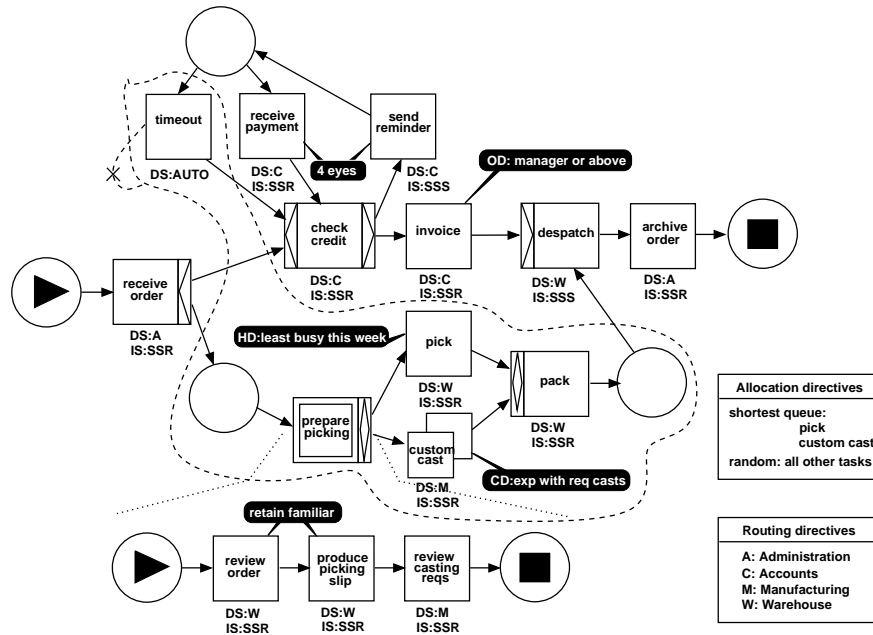 timeout
receive
payment
send
reminder
4 eyes
DS:AUTO
DS:C
IS:SSR
DS:C
IS:SSS
OD: manager or above
check
credit
invoice
despatch
archive
order
DS:C
IS:SSR
DS:C
IS:SSR
DS:W
IS:SSS
DS:A
IS:SSR
receive
order
DS:A
IS:SSR
HD:least busy this week
pick
DS:W
IS:SSR
pack
DS:W
IS:SSR
prepare
picking
custom
cast
DS:M
IS:SSR
CD:exp with req casts
Allocation directives
shortest queue:
pick
custom cast
random: all other tasks
retain familiar
review
order
produce
picking
slip
review
casting
reqs
DS:W
IS:SSR
DS:W
IS:SSR
DS:M
IS:SSR
Routing directives
A: Administration
C: Accounts
M: Manufacturing
W: Warehouse